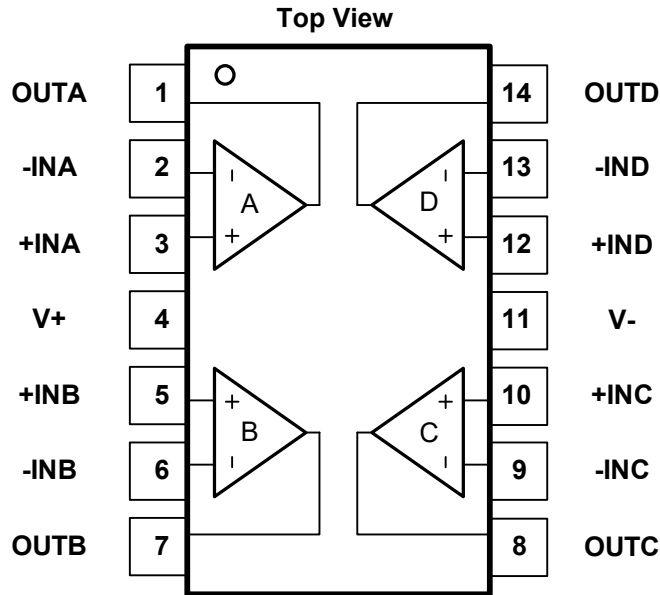 Top View
OUTA 1 14 OUTD
-INA 2 - - 13 -IND
A D
+INA 3 + + 12 +IND
V+ 4 11 V-
+INB 5 + + 10 +INC
B C
-INB 6 - - 9 -INC
OUTB 7 8 OUTC